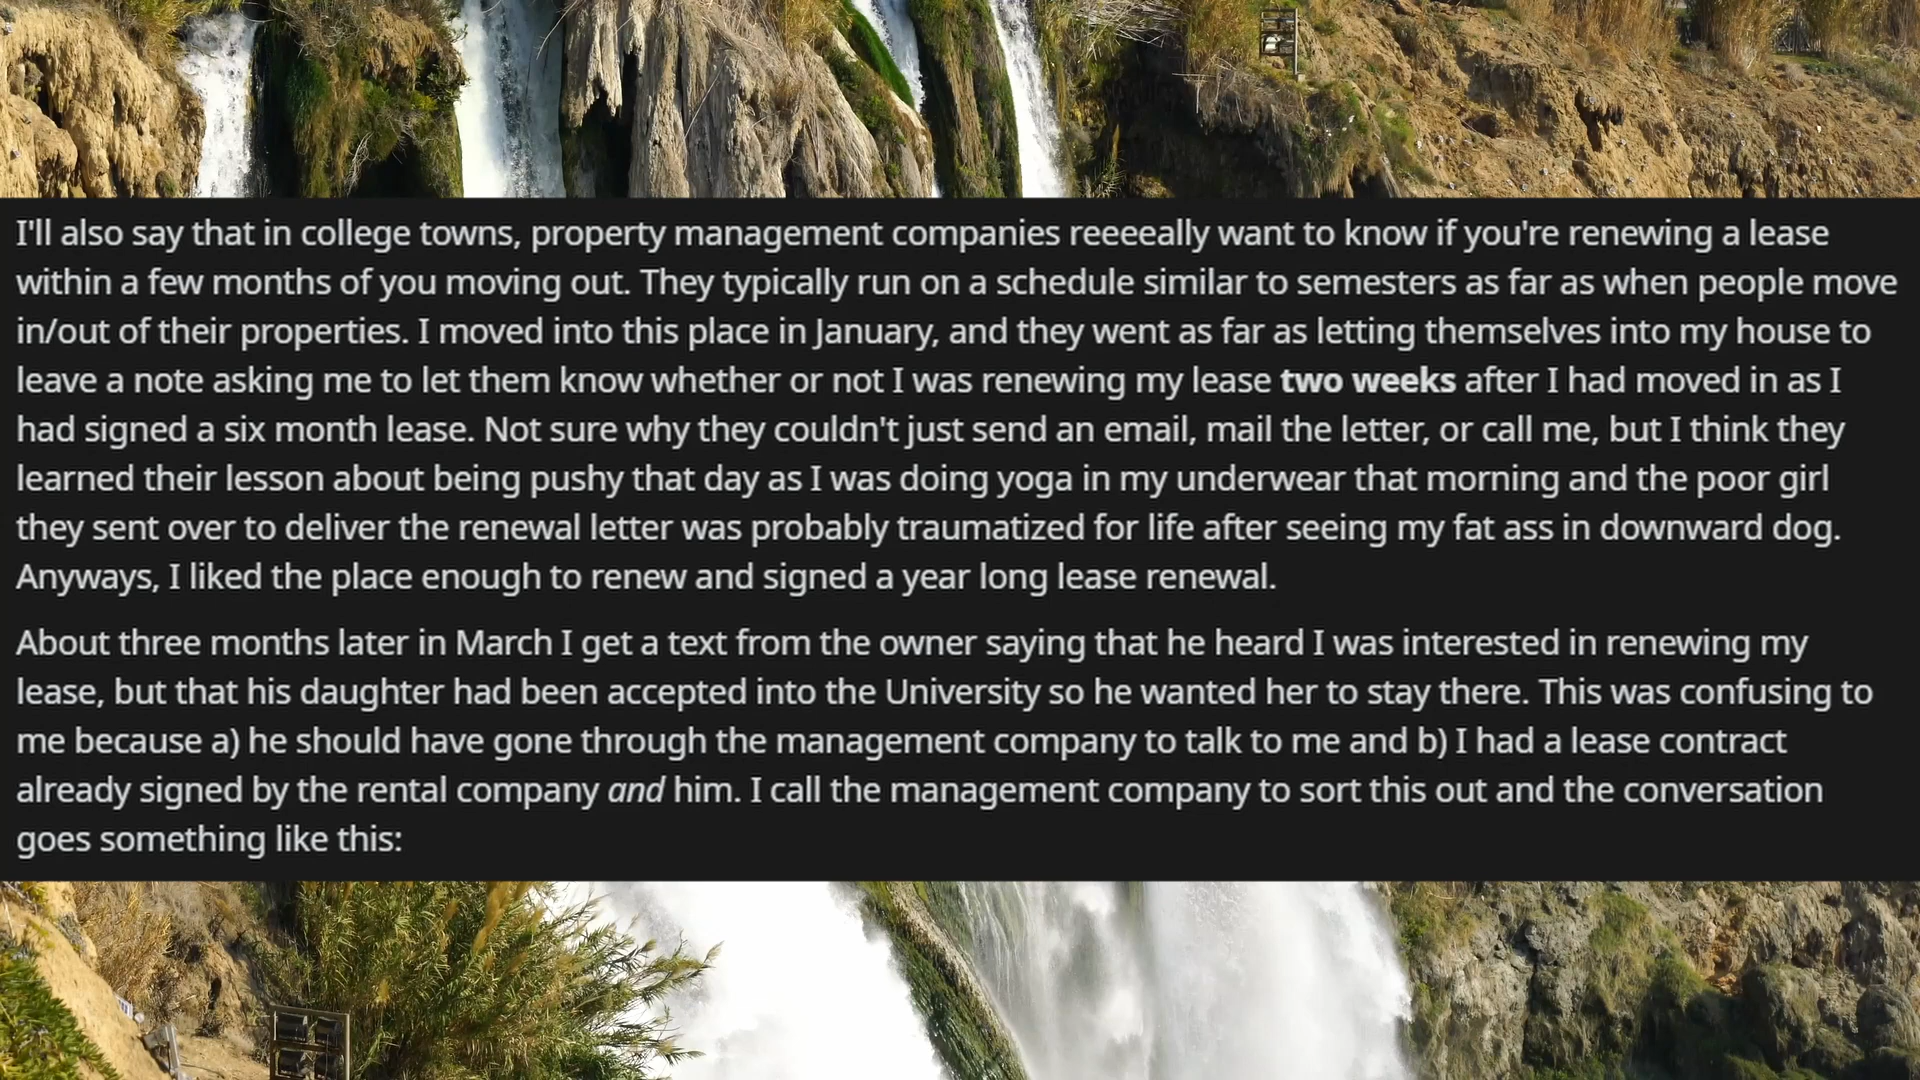 I'll also say that in college towns, property management companies reeeeally want to know if you're renewing a lease
within a few months of you moving out. They typically run on a schedule similar to semesters as far as when people move
in/out of their properties. I moved into this place in January, and they went as far as letting themselves into my house to
leave a note asking me to let them know whether or not I was renewing my lease two weeks after I had moved in as I
had signed a six month lease. Not sure why they couldn't just send an email, mail the letter, or call me, but I think they
learned their lesson about being pushy that day as I was doing yoga in my underwear that morning and the poor girl
they sent over to deliver the renewal letter was probably traumatized for life after seeing my fat ass in downward dog.
Anyways, I liked the place enough to renew and signed a year long lease renewal.
About three months later in March I get a text from the owner saying that he heard I was interested in renewing my
lease, but that his daughter had been accepted into the University so he wanted her to stay there. This was confusing to
me because a) he should have gone through the management company to talk to me and b) I had a lease contract
already signed by the rental company and him. I call the management company to sort this out and the conversation
goes something like this: